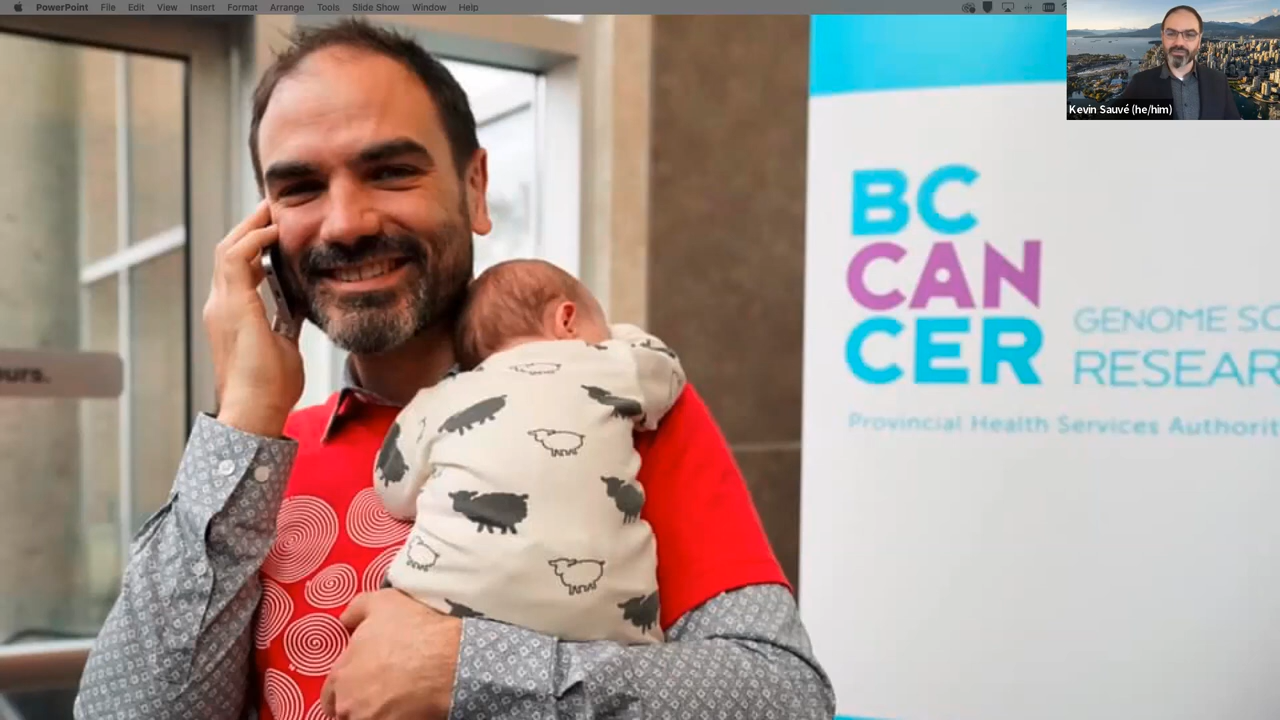 PowerPoint File Edit View Insert Format Arrange Tools Slide Show Window Help
Kevin Sauvé (he/him)
BC
CAN
CER
GENOME SC
RESEAR
Provincial Health Services Authorit
ours.